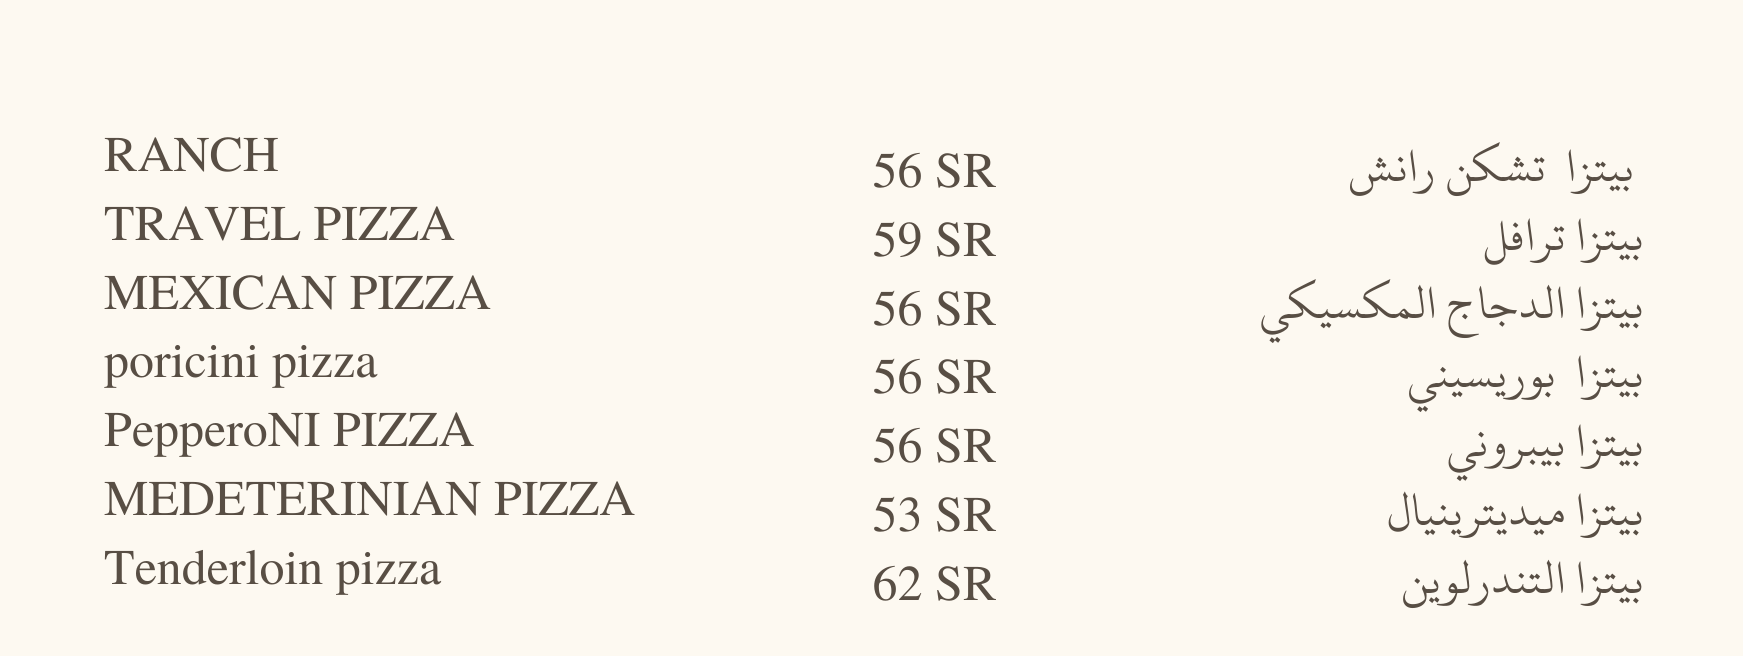 RANCH 56 SR بيتزا تشكن رانش
TRAVEL PIZZA 59 SR بيتزا ترافل
MEXICAN PIZZA 56 SR بيتزا الدجاج المكسيكي
poricini pizza 56 SR بيتزا بوريسيني
PepperoNI PIZZA 56 SR بيتزا بيبروني
MEDETERINIAN PIZZA 53 SR بيتزا ميديترينيال
Tenderloin pizza 62 SR بيتزا التندرلوين